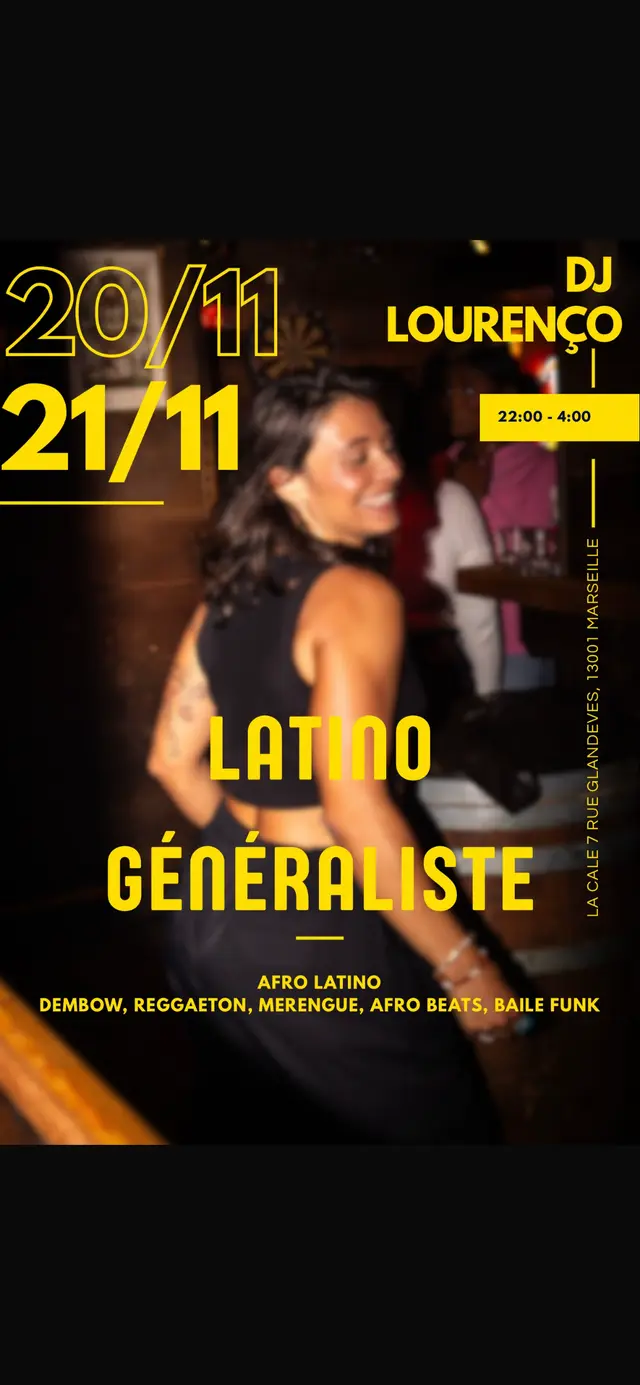 20/11
21/11
DJ
LOURENÇO
22:00 - 4:00
LA CALE 7 RUE GLANDEVES, 13001 MARSEILLE
LATINO
GÉNÉRALISTE
AFRO LATINO
DEMBOW, REGGAETON, MERENGUE, AFRO BEATS, BAILE FUNK